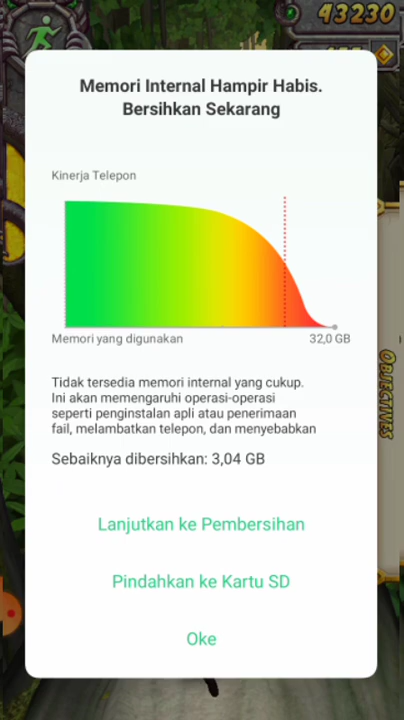 43230
Memori Internal Hampir Habis.
Bersihkan Sekarang
Kinerja Telepon
Memori yang digunakan
32,0 GB
Tidak tersedia memori internal yang cukup.
Ini akan memengaruhi operasi-operasi
seperti penginstalan apli atau penerimaan
fail, melambatkan telepon, dan menyebabkan
Sebaiknya dibersihkan: 3,04 GB
OBJECTIVES
Lanjutkan ke Pembersihan
Pindahkan ke Kartu SD
Oke